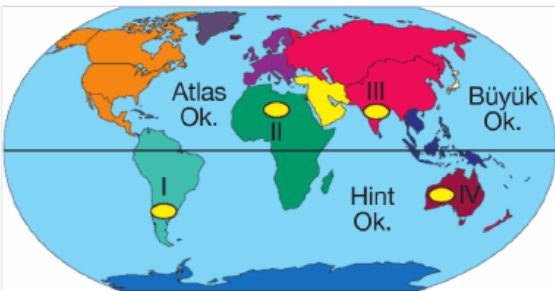 Atlas
Ok.
III
Büyük
Ok.
II
I
Hint
Ok.
IV